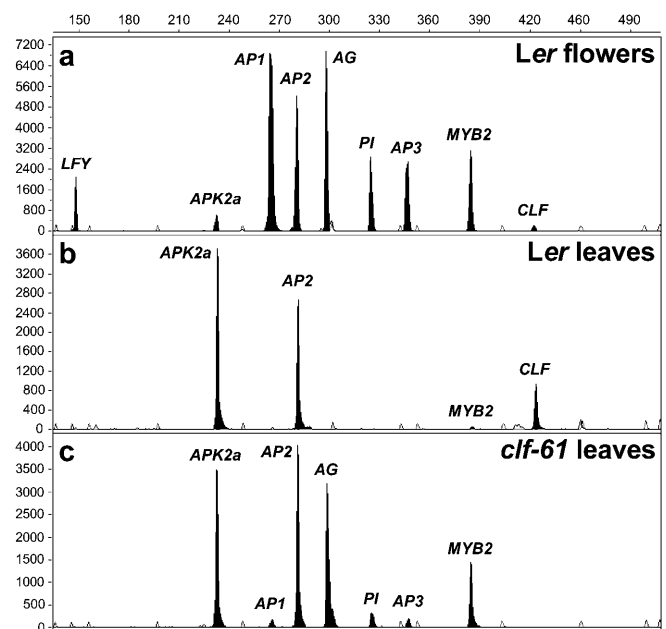 150 180 210 240 270 300 330 360 390 420 460 490
a
L er flowers
7200
6400
5600
4800
4000
3200
2400
1600
800
0
LFY
APK2a
AP1
AP2
AG
PI
AP3
MYB2
CLF
b
Ler leaves
3600
3200
2800
2400
2000
1600
1200
800
400
0
APK2a
AP2
MYB2
CLF
c
clf-61 leaves
4000
3500
3000
2500
2000
1500
1000
500
0
APK2a
AP1
AP2
AG
PI
AP3
MYB2